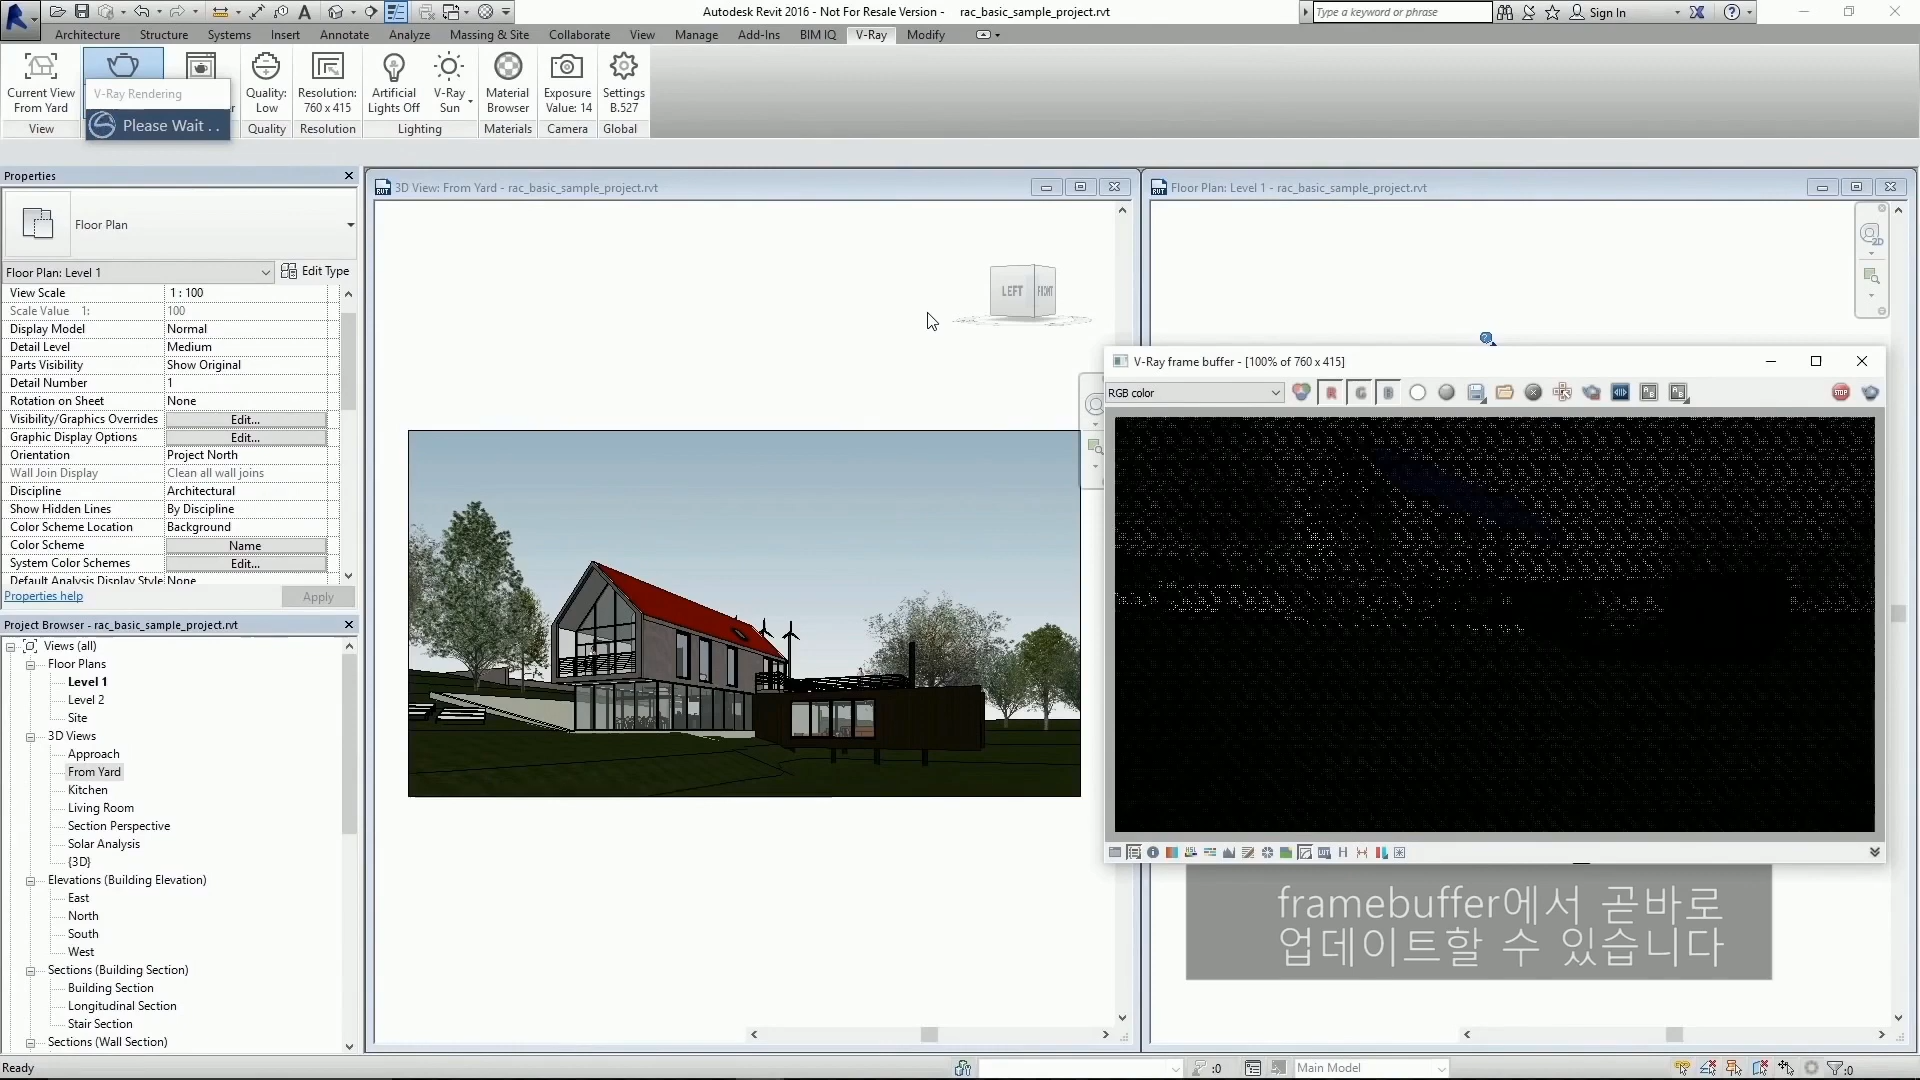 Autodesk Revit 2016 - Not For Resale Version - rac_basic_sample_project.rvt
Type a keyword or phrase
Sign In
Architecture Structure Systems Insert Annotate Analyze Massing & Site Collaborate View Manage Add-Ins BIM IQ V-Ray Modify
Current View
From Yard
Quality:
Low
Resolution:
760 x 415
Artificial
Lights Off
V-Ray
Sun
Material
Browser
Exposure
Value: 14
Settings
B.527
V-Ray Rendering
Please Wait . .
View Quality Resolution Lighting Materials Camera Global
Properties
Floor Plan
Floor Plan: Level 1
Edit Type
View Scale 1 : 100
Scale Value 1: 100
Display Model Normal
Detail Level Medium
Parts Visibility Show Original
Detail Number 1
Rotation on Sheet None
Visibility/Graphics Overrides Edit...
Graphic Display Options Edit...
Orientation Project North
Wall Join Display Clean all wall joins
Discipline Architectural
Show Hidden Lines By Discipline
Color Scheme Location Background
Color Scheme Name
System Color Schemes Edit...
Default Analysis Display Style None
Properties help
Apply
Project Browser - rac_basic_sample_project.rvt
Views (all)
Floor Plans
Level 1
Level 2
Site
3D Views
Approach
From Yard
Kitchen
Living Room
Section Perspective
Solar Analysis
{3D}
Elevations (Building Elevation)
East
North
South
West
Sections (Building Section)
Building Section
Longitudinal Section
Stair Section
Sections (Wall Section)
3D View: From Yard - rac_basic_sample_project.rvt
LEFT FRONT
Floor Plan: Level 1 - rac_basic_sample_project.rvt
2D
V-Ray frame buffer - [100% of 760 x 415]
RGB color
R G B
STOP
framebuffer에서 곧바로
업데이트할 수 있습니다
Ready
:0
Main Model
:0